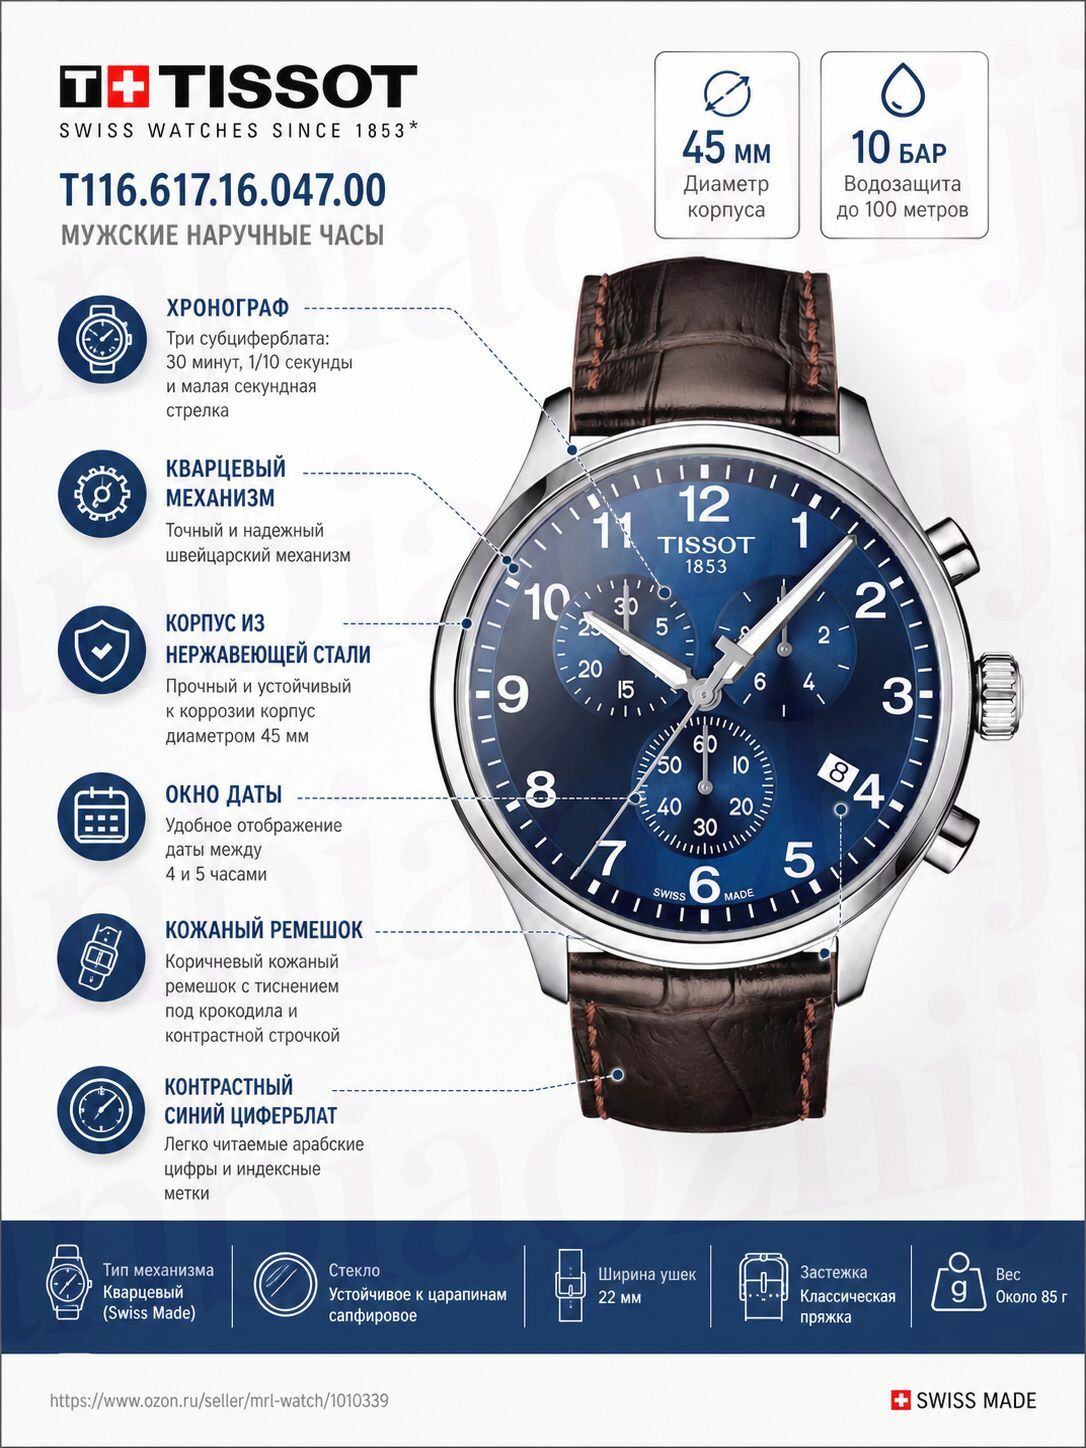 TISSOT
SWISS WATCHES SINCE 1853*
T116.617.16.047.00
МУЖСКИЕ НАРУЧНЫЕ ЧАСЫ
45 ММ
Диаметр
корпуса
10 БАР
Водозащита
до 100 метров
ХРОНОГРАФ
Три субциферблата:
30 минут, 1/10 секунды
и малая секундная
стрелка
КВАРЦЕВЫЙ
МЕХАНИЗМ
Точный и надежный
швейцарский механизм
КОРПУС ИЗ
НЕРЖАВЕЮЩЕЙ СТАЛИ
Прочный и устойчивый
к коррозии корпус
диаметром 45 мм
ОКНО ДАТЫ
Удобное отображение
даты между
4 и 5 часами
КОЖАНЫЙ РЕМЕШОК
Коричневый кожаный
ремешок с тиснением
под крокодила и
контрастной строчкой
КОНТРАСТНЫЙ
СИНИЙ ЦИФЕРБЛАТ
Легко читаемые арабские
цифры и индексные
метки
12
11 1
TISSOT
1853
10 2
30
25 5
20
15
2
6 4
9 3
60
50 10
40 20
30
8
8 4
7 5
SWISS 6 MADE
Тип механизма
Кварцевый
(Swiss Made)
Стекло
Устойчивое к царапинам
сапфировое
Ширина ушек
22 мм
Застежка
Классическая
пряжка
g
Вес
Около 85 г
https://www.ozon.ru/seller/mrl-watch/1010339
SWISS MADE